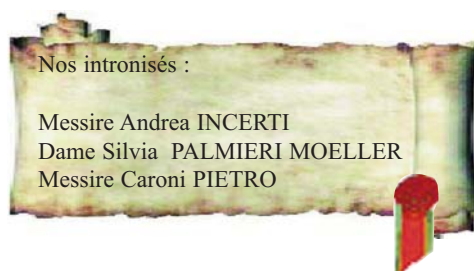 Nos intronisés :
Messire Andrea INCERTI
Dame Silvia PALMIERI MOELLER
Messire Caroni PIETRO